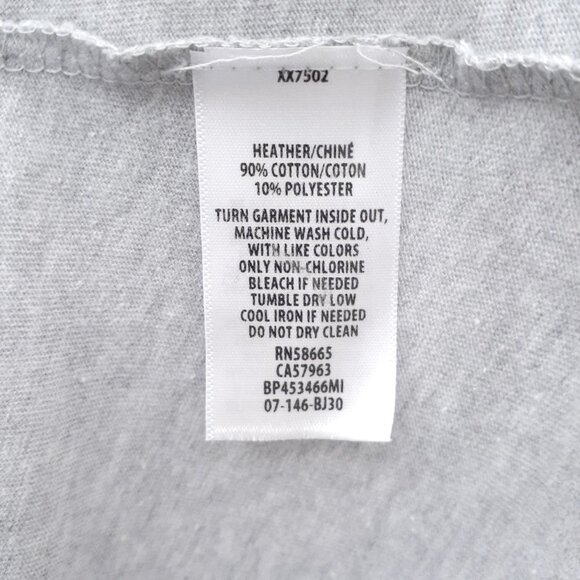 XX7502
HEATHER/CHINÉ
90% COTTON/COTON
10% POLYESTER
TURN GARMENT INSIDE OUT,
MACHINE WASH COLD,
WITH LIKE COLORS
ONLY NON-CHLORINE
BLEACH IF NEEDED
TUMBLE DRY LOW
COOL IRON IF NEEDED
DO NOT DRY CLEAN
RN58665
CA57963
BP453466MI
07-146-BJ30